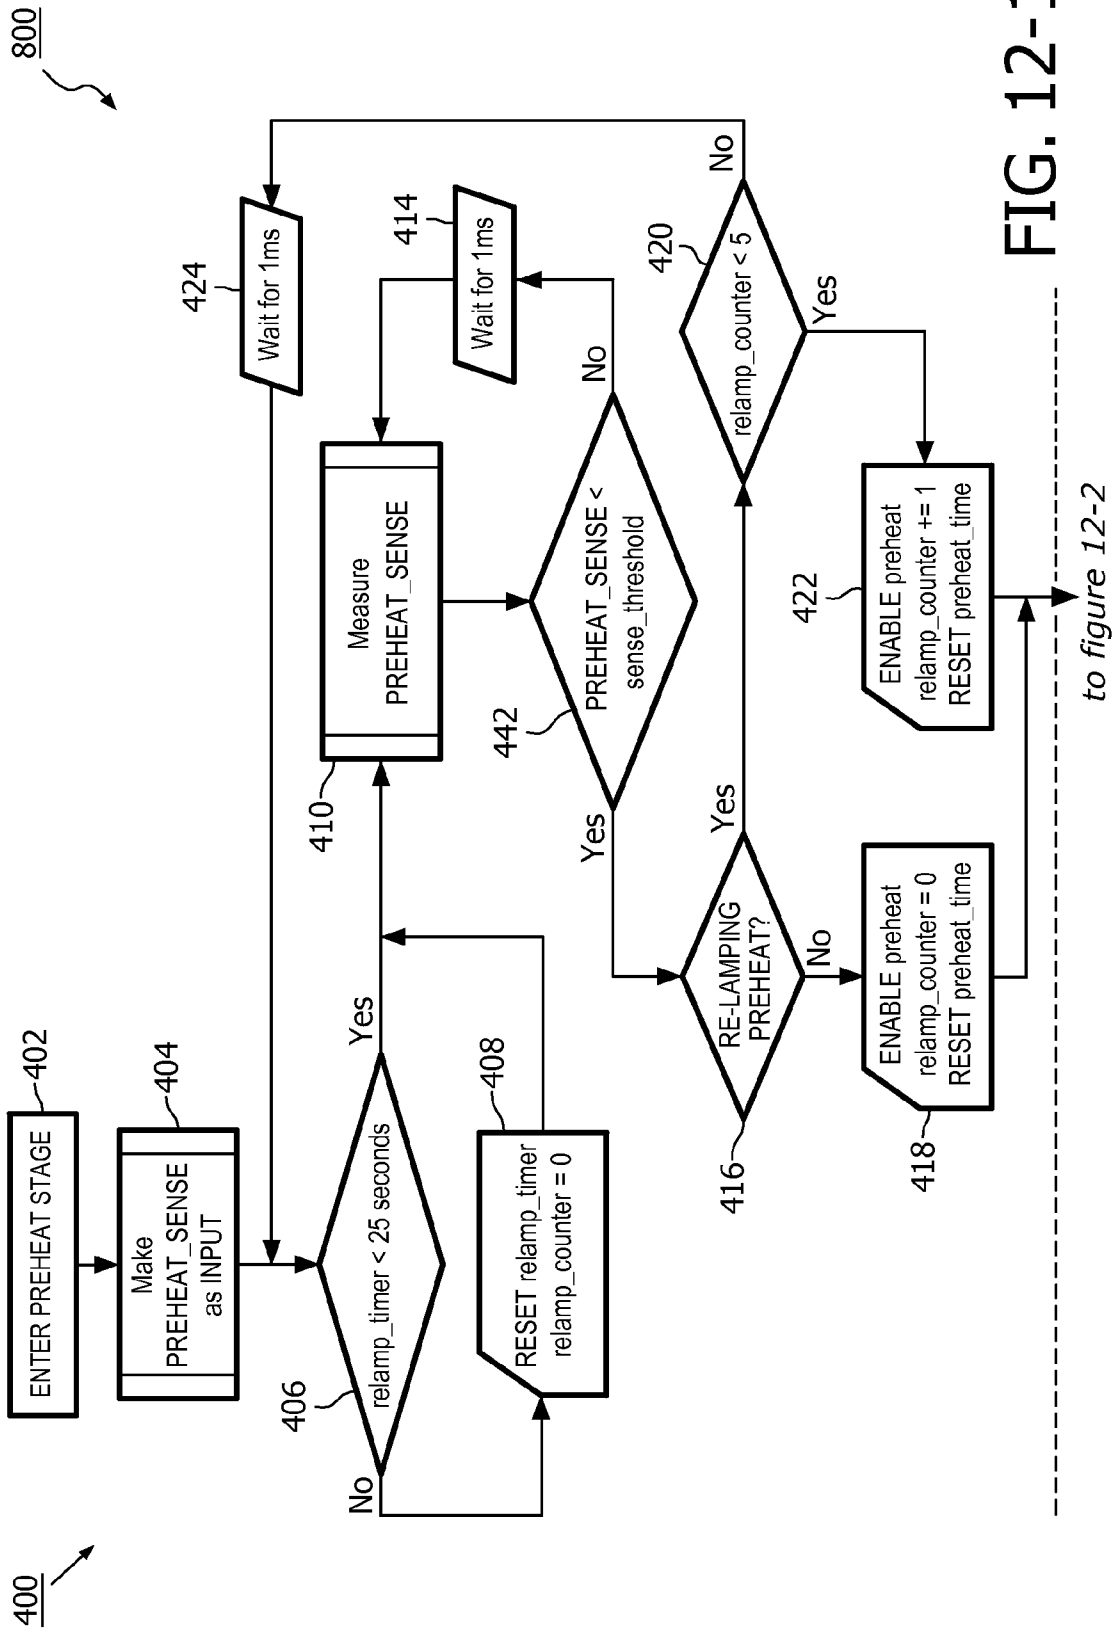 400
800
402
ENTER PREHEAT STAGE
404
Make
PREHEAT_SENSE
as INPUT
424
Wait for 1ms
406
relamp_timer < 25 seconds
Yes
No
408
RESET relamp_timer
relamp_counter = 0
410
Measure
PREHEAT_SENSE
414
Wait for 1ms
442
PREHEAT_SENSE <
sense_threshold
Yes
No
416
RE-LAMPING
PREHEAT?
Yes
No
420
relamp_counter < 5
No
Yes
418
ENABLE preheat
relamp_counter = 0
RESET preheat_time
422
ENABLE preheat
relamp_counter += 1
RESET preheat_time
to figure 12-2
FIG. 12-1